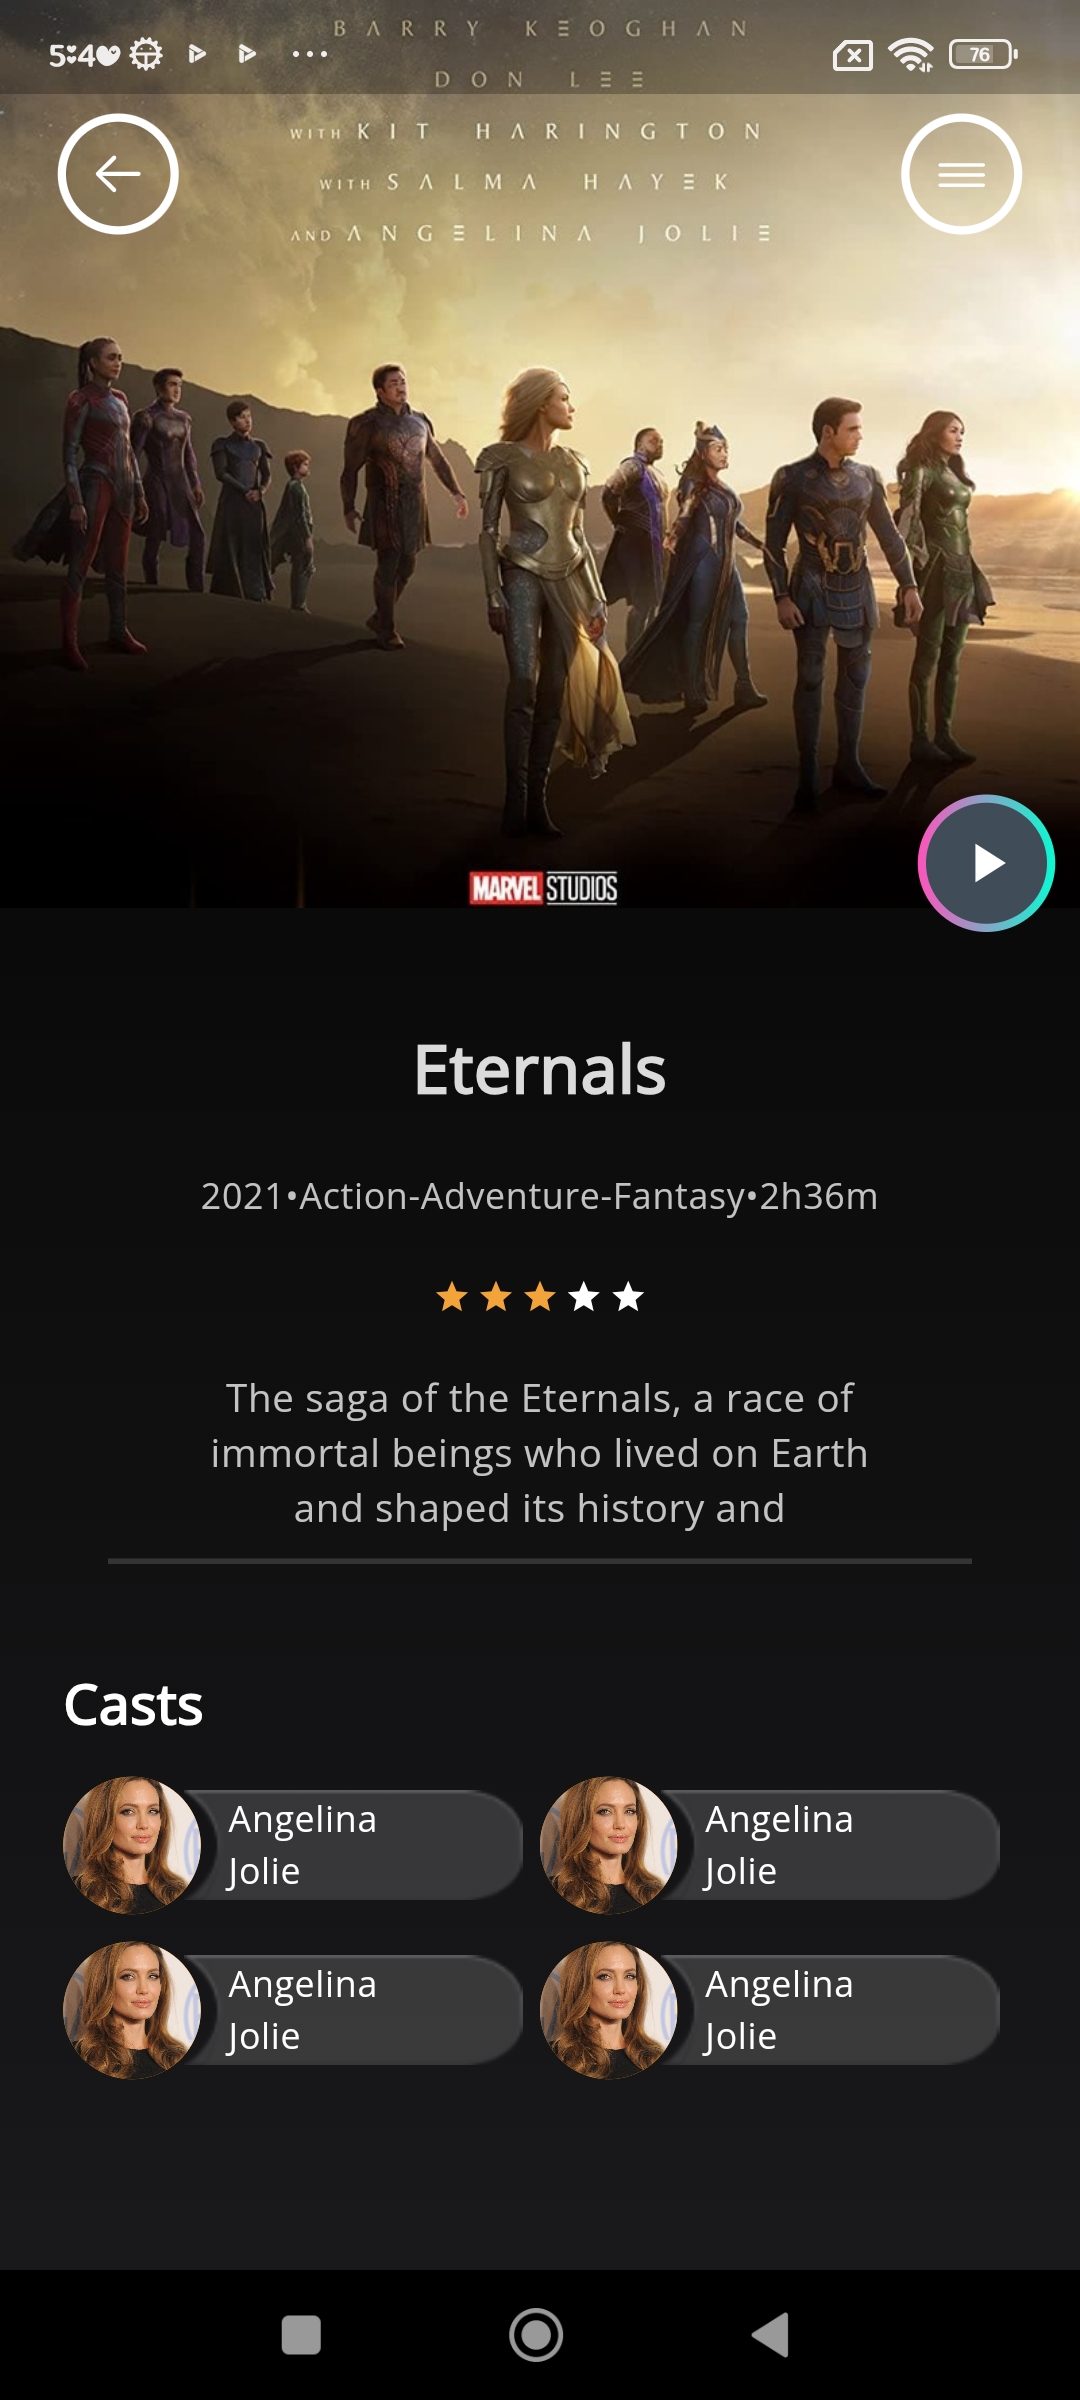 BARRY KEOGHAN
5:4
76
DON LEE
WITH KIT HARINGTON
WITH SALMA HAYEK
AND ANGELINA JOLIE
MARVEL STUDIOS
Eternals
2021•Action-Adventure-Fantasy•2h36m
The saga of the Eternals, a race of
immortal beings who lived on Earth
and shaped its history and
Casts
Angelina
Jolie
Angelina
Jolie
Angelina
Jolie
Angelina
Jolie